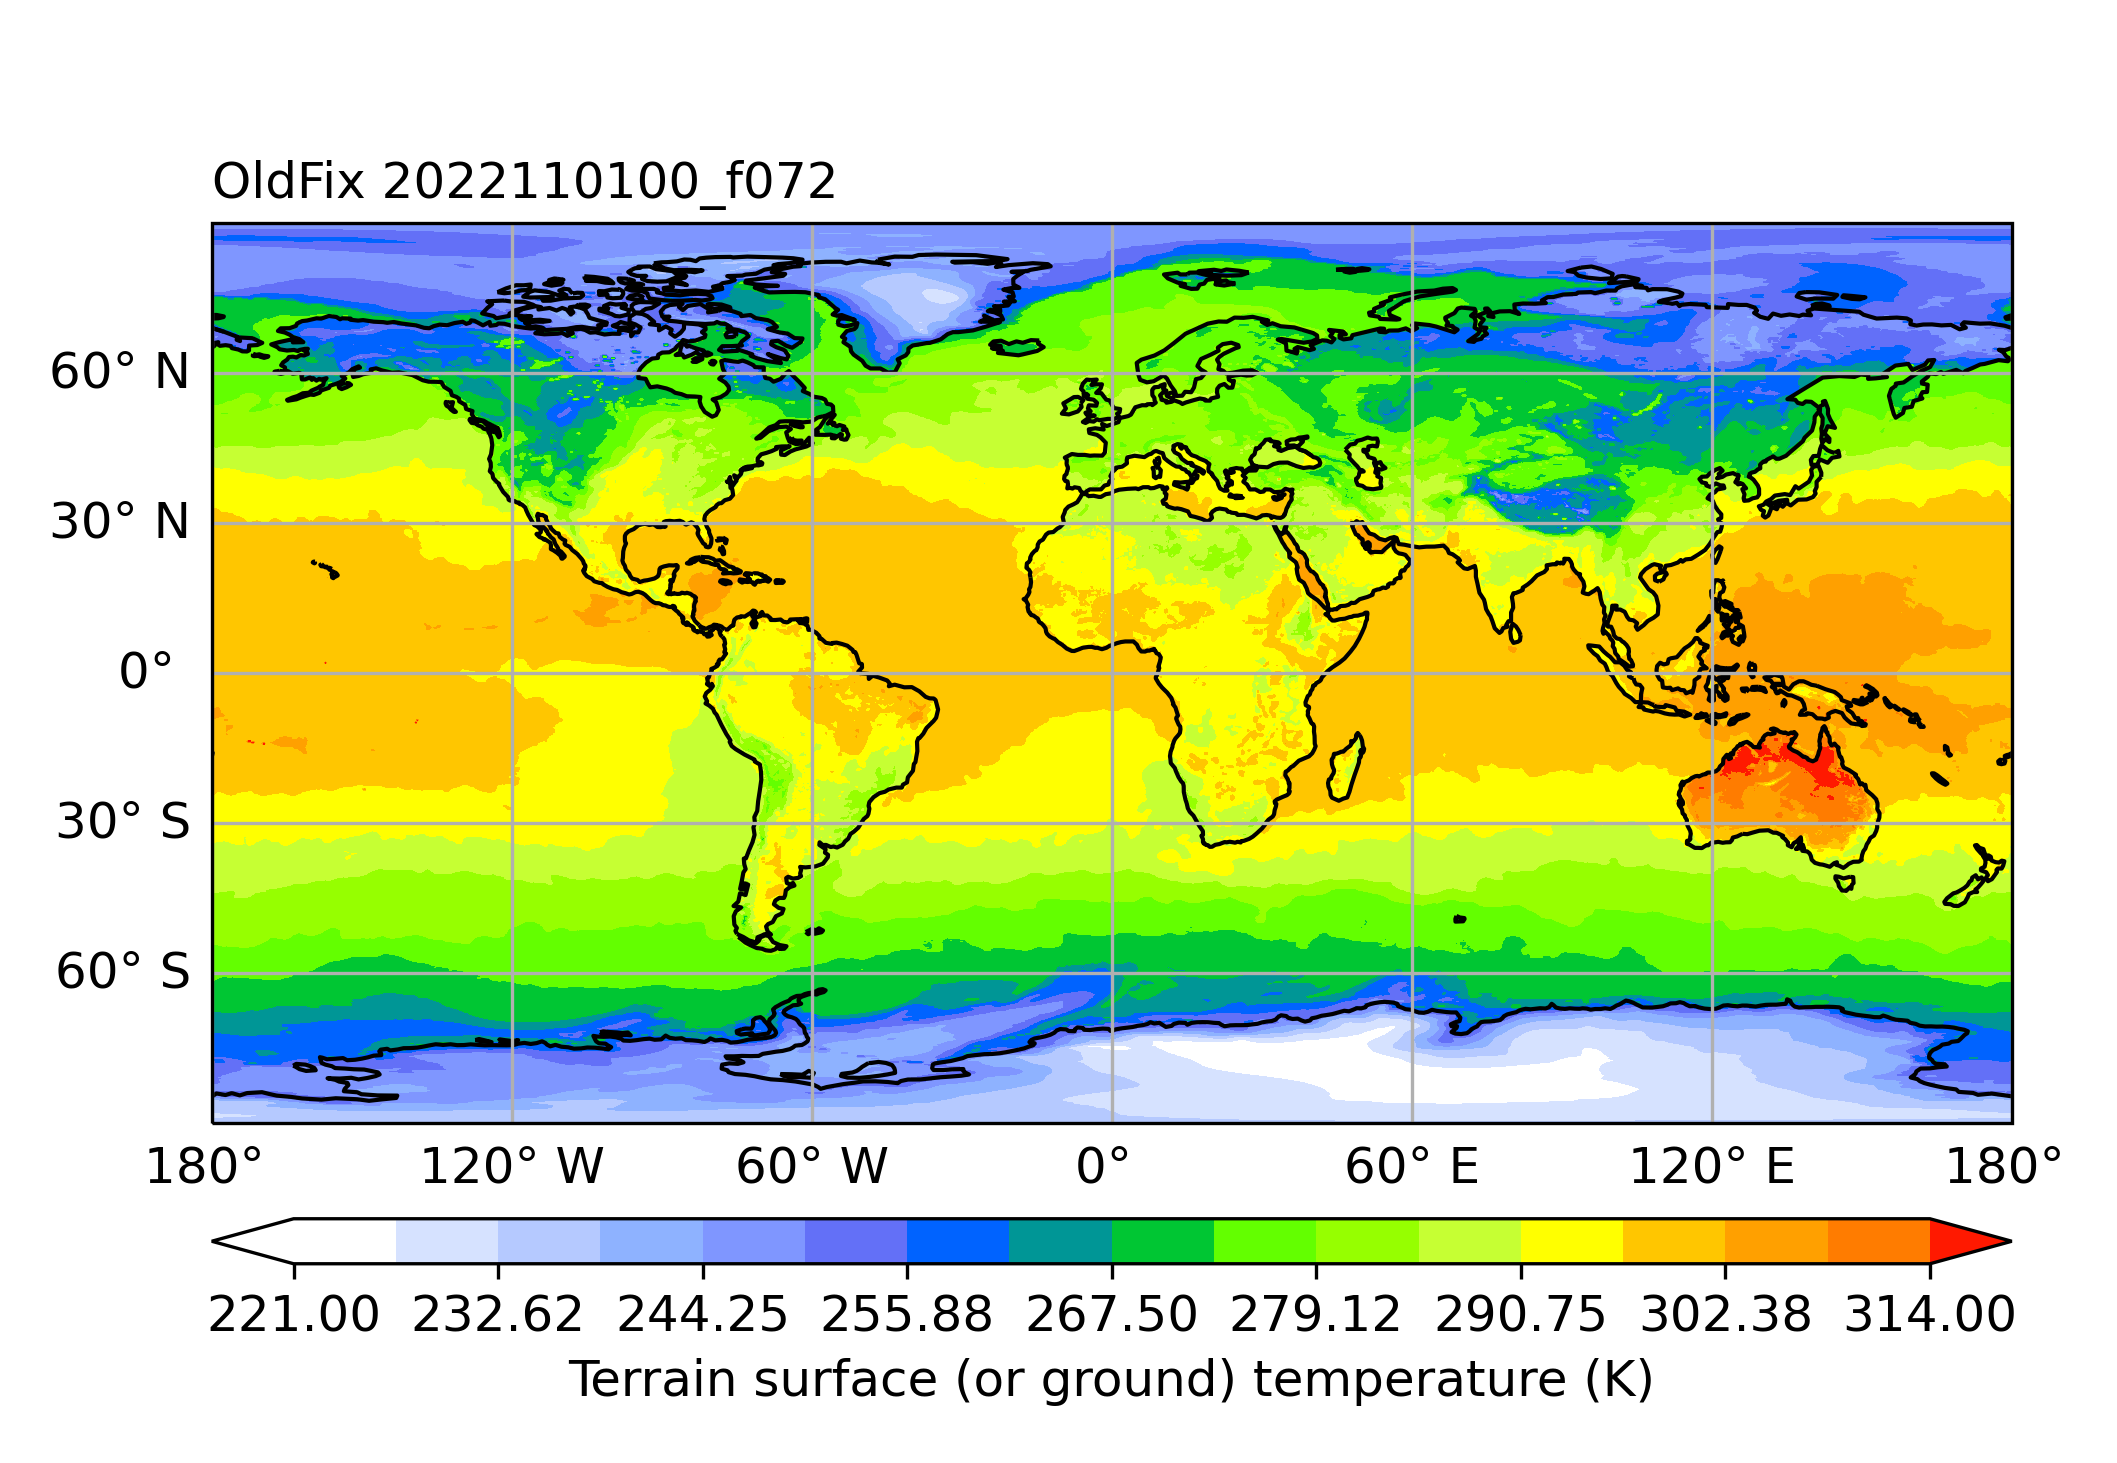 OldFix 2022110100_f072
60° N
30° N
0°
30° S
60° S
180° 120° W 60° W 0° 60° E 120° E 180°
221.00 232.62 244.25 255.88 267.50 279.12 290.75 302.38 314.00
Terrain surface (or ground) temperature (K)